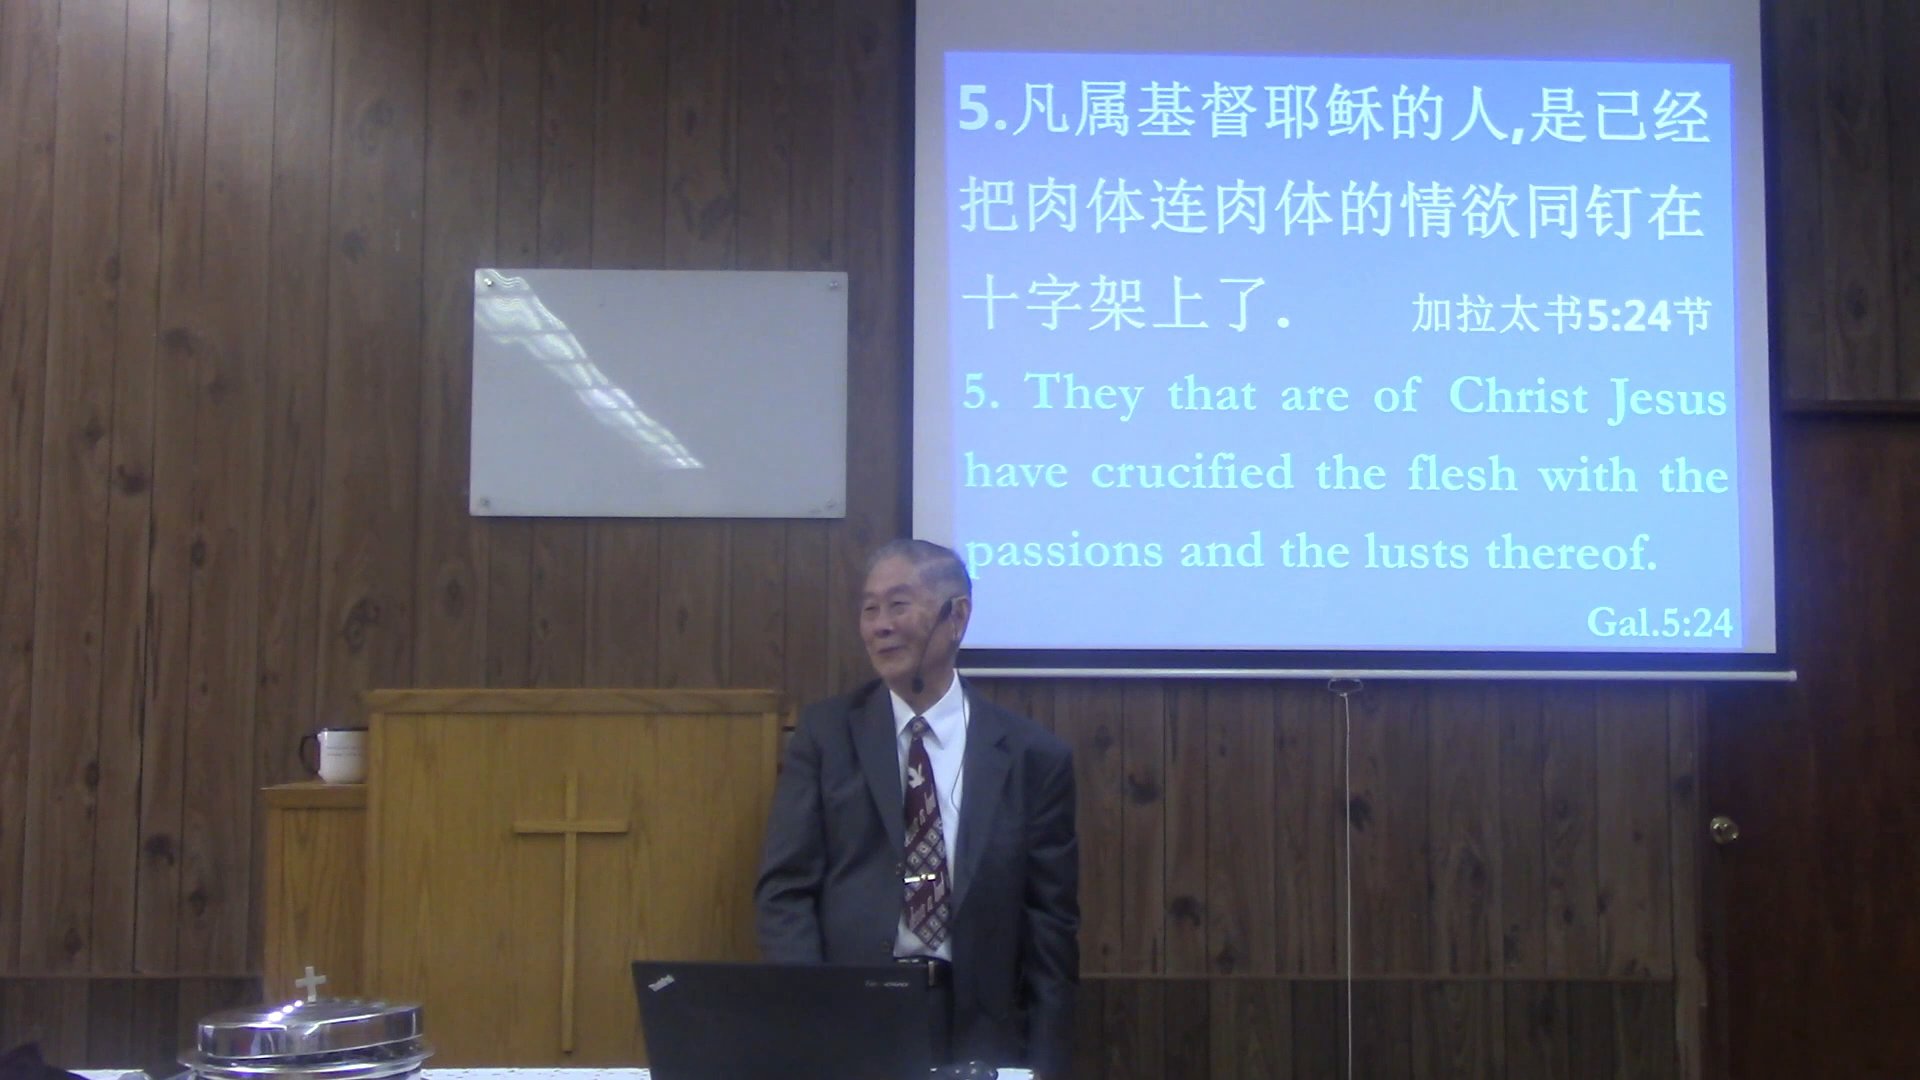 5.凡属基督耶稣的人,是已经
把肉体连肉体的情欲同钉在
十字架上了.
加拉太书5:24节
5. They that are of Christ Jesus
have crucified the flesh with the
passions and the lusts thereof.
Gal.5:24
ThinkPad